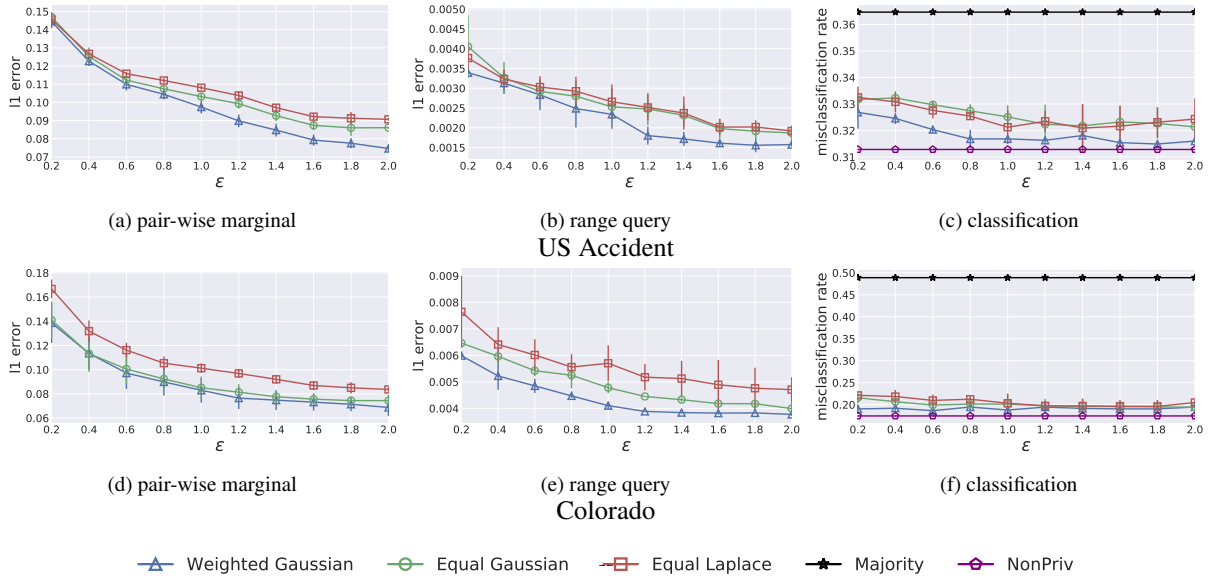 0.15
0.14
0.13
0.12
0.11
0.10
0.09
0.08
0.07
l1 error
0.2 0.4 0.6 0.8 1.0 1.2 1.4 1.6 1.8 2.0
ε
(a) pair-wise marginal
0.0050
0.0045
0.0040
0.0035
0.0030
0.0025
0.0020
0.0015
l1 error
0.2 0.4 0.6 0.8 1.0 1.2 1.4 1.6 1.8 2.0
ε
(b) range query
0.36
0.35
0.34
0.33
0.32
0.31
misclassification rate
0.2 0.4 0.6 0.8 1.0 1.2 1.4 1.6 1.8 2.0
ε
(c) classification
US Accident
0.18
0.16
0.14
0.12
0.10
0.08
0.06
l1 error
0.2 0.4 0.6 0.8 1.0 1.2 1.4 1.6 1.8 2.0
ε
(d) pair-wise marginal
0.009
0.008
0.007
0.006
0.005
0.004
l1 error
0.2 0.4 0.6 0.8 1.0 1.2 1.4 1.6 1.8 2.0
ε
(e) range query
0.50
0.45
0.40
0.35
0.30
0.25
0.20
misclassification rate
0.2 0.4 0.6 0.8 1.0 1.2 1.4 1.6 1.8 2.0
ε
(f) classification
Colorado
Weighted Gaussian Equal Gaussian Equal Laplace Majority NonPriv